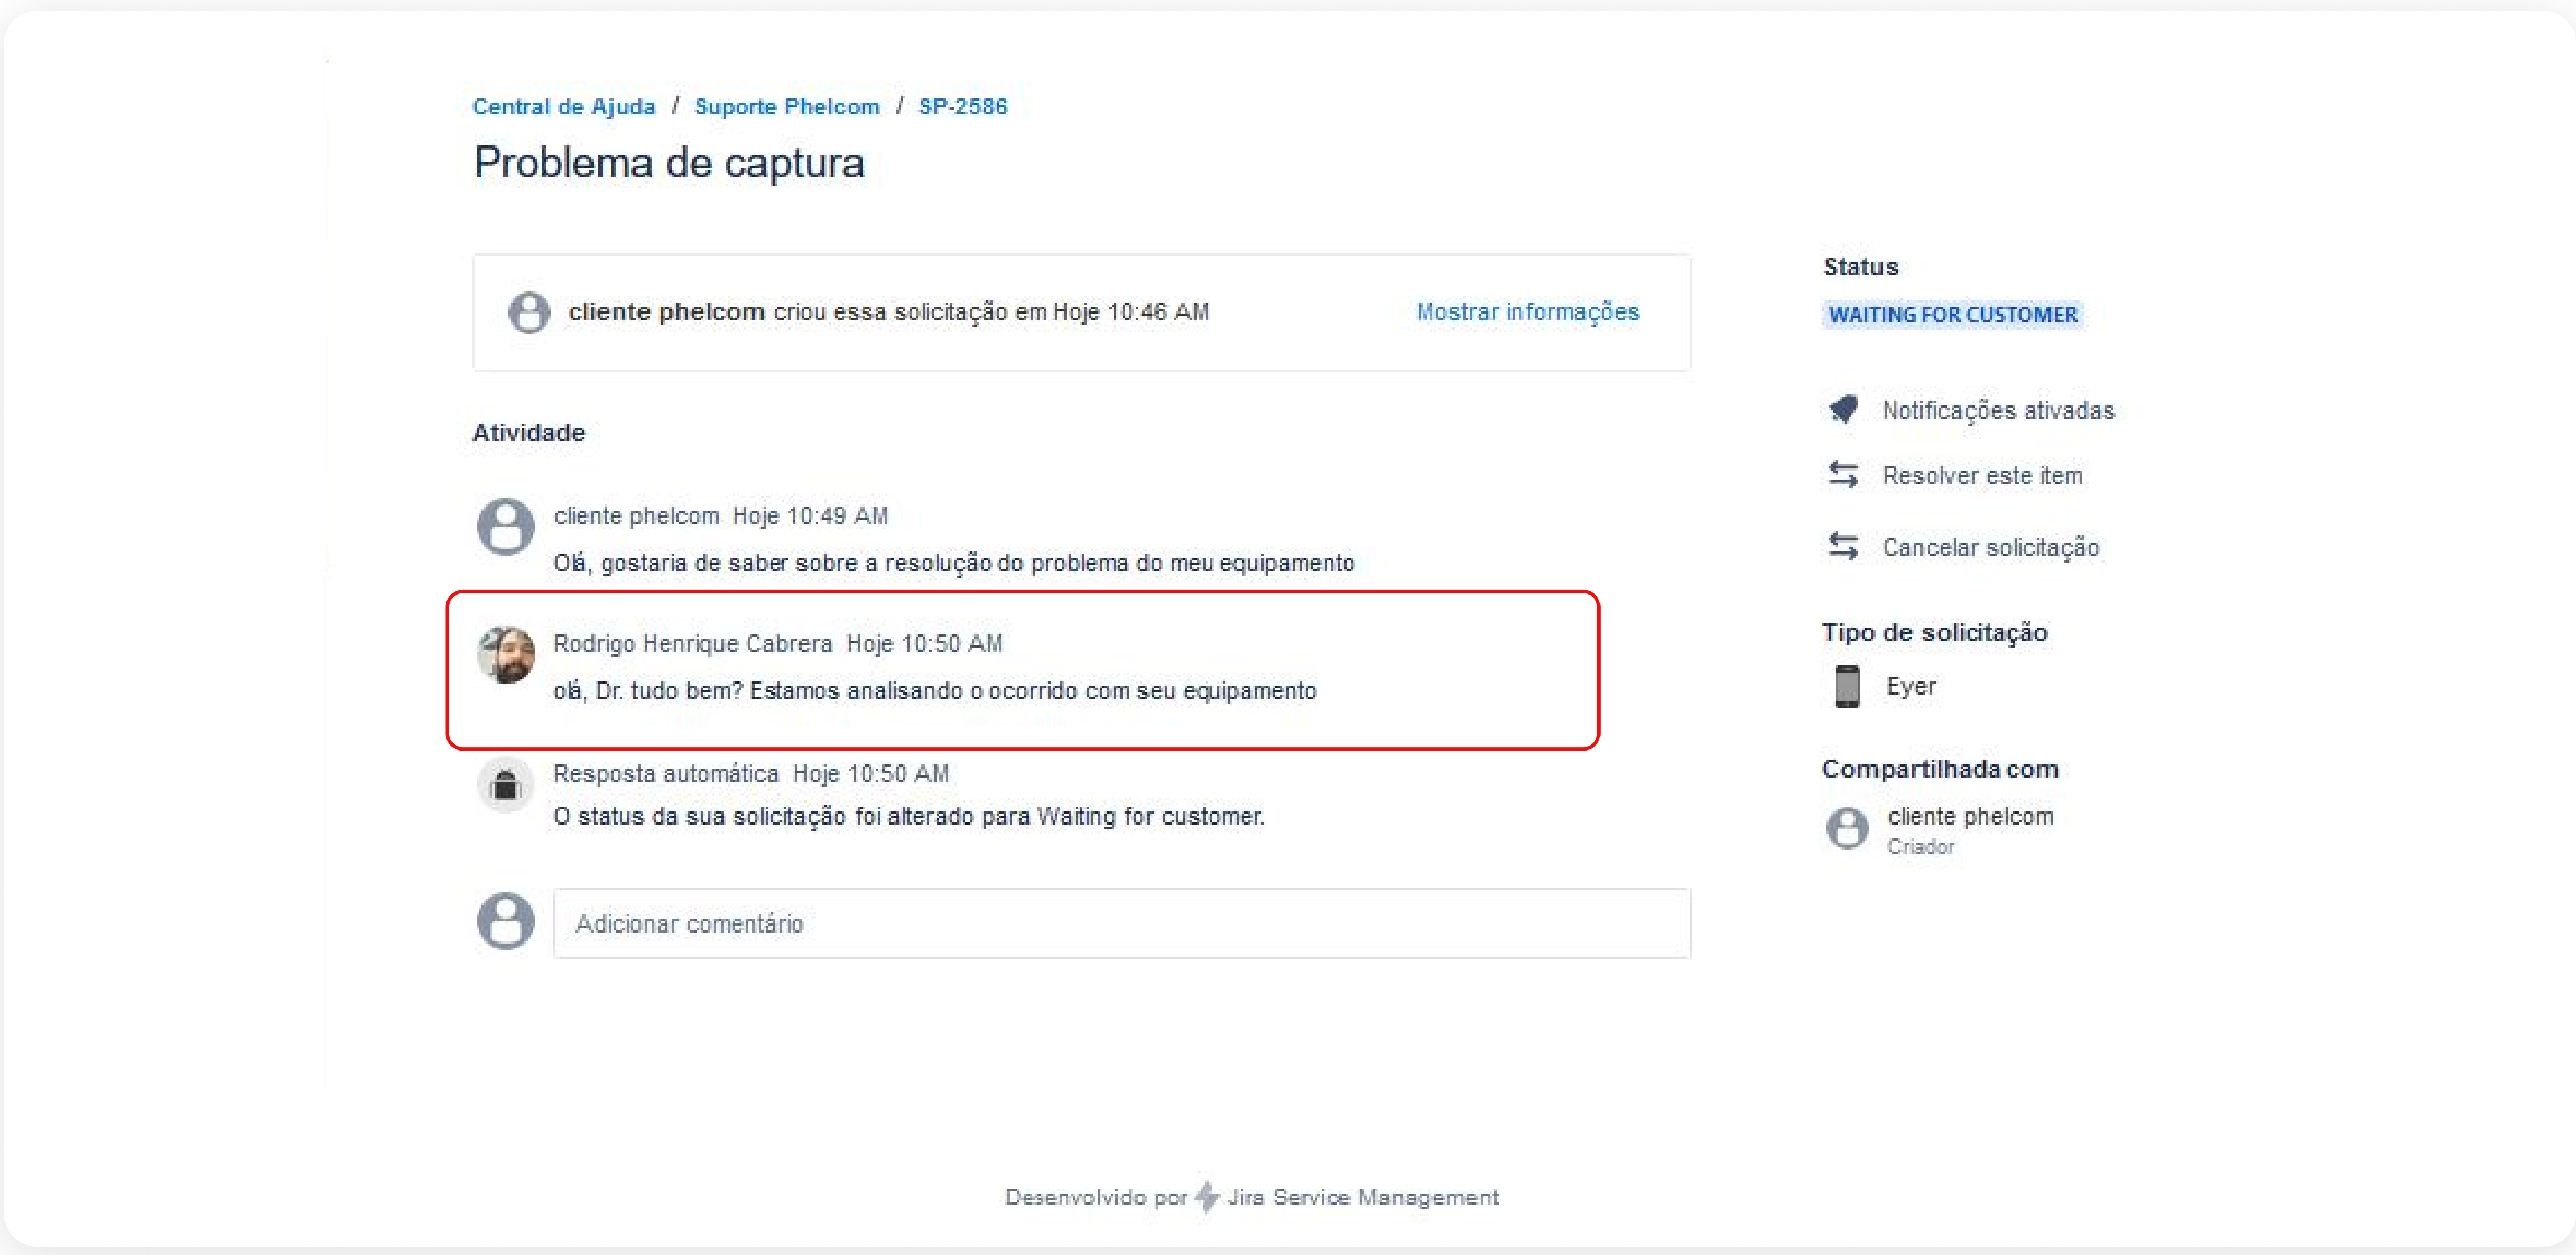 Central de Ajuda / Suporte Phelcom / SP-2586
Problema de captura
cliente phelcom criou essa solicitação em Hoje 10:46 AM Mostrar informações
Atividade
cliente phelcom Hoje 10:49 AM
Olá, gostaria de saber sobre a resolução do problema do meu equipamento
Rodrigo Henrique Cabrera Hoje 10:50 AM
olá, Dr. tudo bem? Estamos analisando o ocorrido com seu equipamento
Resposta automática Hoje 10:50 AM
O status da sua solicitação foi alterado para Waiting for customer.
Adicionar comentário
Status
WAITING FOR CUSTOMER
Notificações ativadas
Resolver este item
Cancelar solicitação
Tipo de solicitação
Eyer
Compartilhada com
cliente phelcom
Criador
Desenvolvido por Jira Service Management